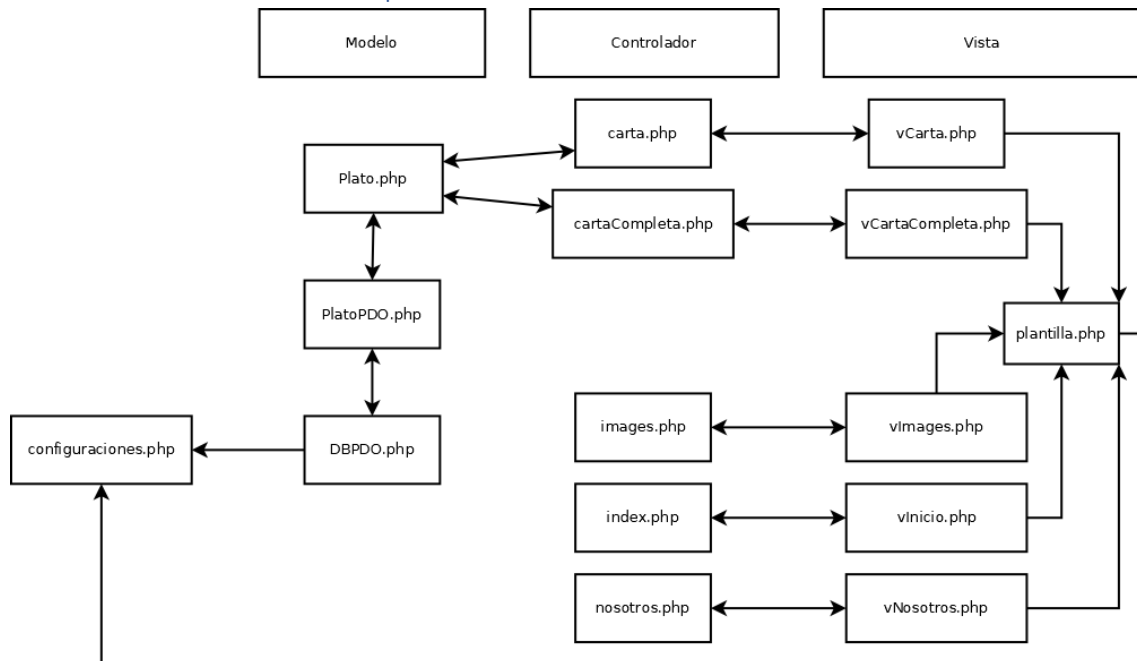 Modelo
Controlador
Vista
carta.php
vCarta.php
Plato.php
cartaCompleta.php
vCartaCompleta.php
PlatoPDO.php
plantilla.php
images.php
vImages.php
configuraciones.php
DBPDO.php
index.php
vInicio.php
nosotros.php
vNosotros.php